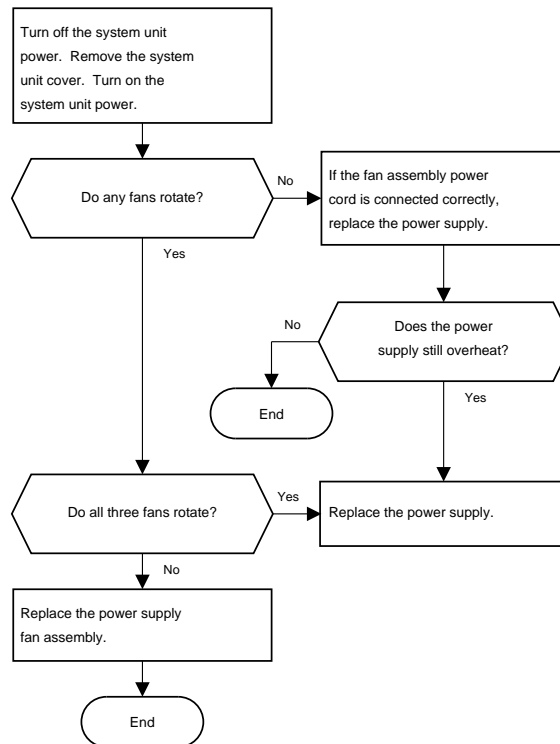 Turn off the system unit
power. Remove the system
unit cover. Turn on the
system unit power.
Do any fans rotate?
No
If the fan assembly power
cord is connected correctly,
replace the power supply.
Yes
No
Does the power
supply still overheat?
Yes
End
Do all three fans rotate?
Yes
Replace the power supply.
No
Replace the power supply
fan assembly.
End